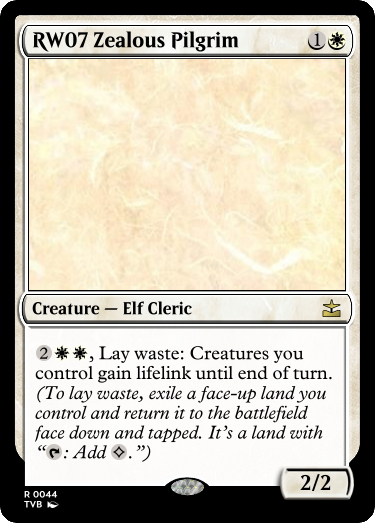 RW07 Zealous Pilgrim 1
Creature — Elf Cleric
2, Lay waste: Creatures you
control gain lifelink until end of turn.
(To lay waste, exile a face-up land you
control and return it to the battlefield
face down and tapped. It's a land with
“: Add .”)
2/2
R 0044
TVB